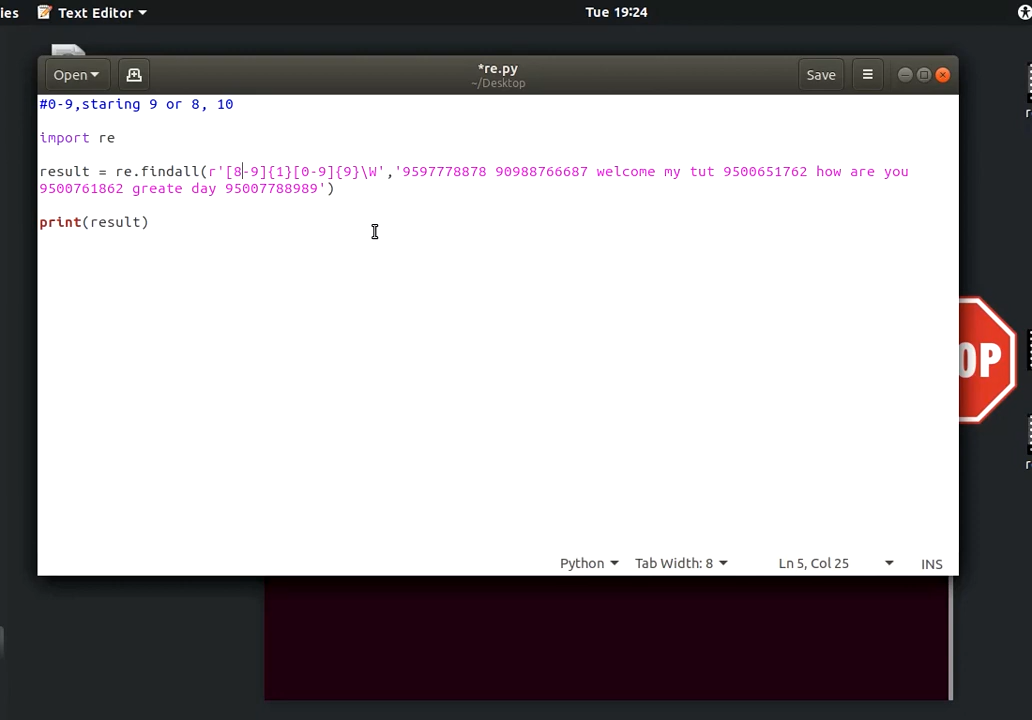 ies Text Editor Tue 19:24
Open *re.py Save
~/Desktop
#0-9,staring 9 or 8, 10
import re
result = re.findall(r'[8-9]{1}[0-9]{9}\W','9597778878 90988766687 welcome my tut 9500651762 how are you
9500761862 greate day 95007788989')
print(result)
OP
Python Tab Width: 8 Ln 5, Col 25 INS